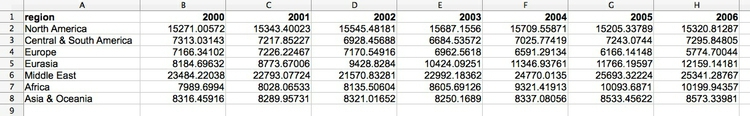 A B C D E F G H
1 region 2000 2001 2002 2003 2004 2005 2006
2 North America 15271.00572 15343.40023 15545.48181 15687.1556 15709.55871 15205.33789 15320.81287
3 Central & South America 7313.03143 7217.85227 6928.45688 6684.53572 7025.77419 7243.0744 7295.84805
4 Europe 7166.34102 7226.22467 7170.54916 6962.5618 6591.29134 6166.14148 5774.70044
5 Eurasia 8184.69632 8773.67006 9428.8284 10424.09251 11346.93761 11766.19597 12159.14181
6 Middle East 23484.22038 22793.07724 21570.83281 22992.18362 24770.0135 25693.32224 25341.28767
7 Africa 7989.6994 8028.06533 8135.50604 8605.69126 9321.41913 10093.6871 10199.94357
8 Asia & Oceania 8316.45916 8289.95731 8321.01652 8250.1689 8337.08056 8533.45622 8573.33981
9